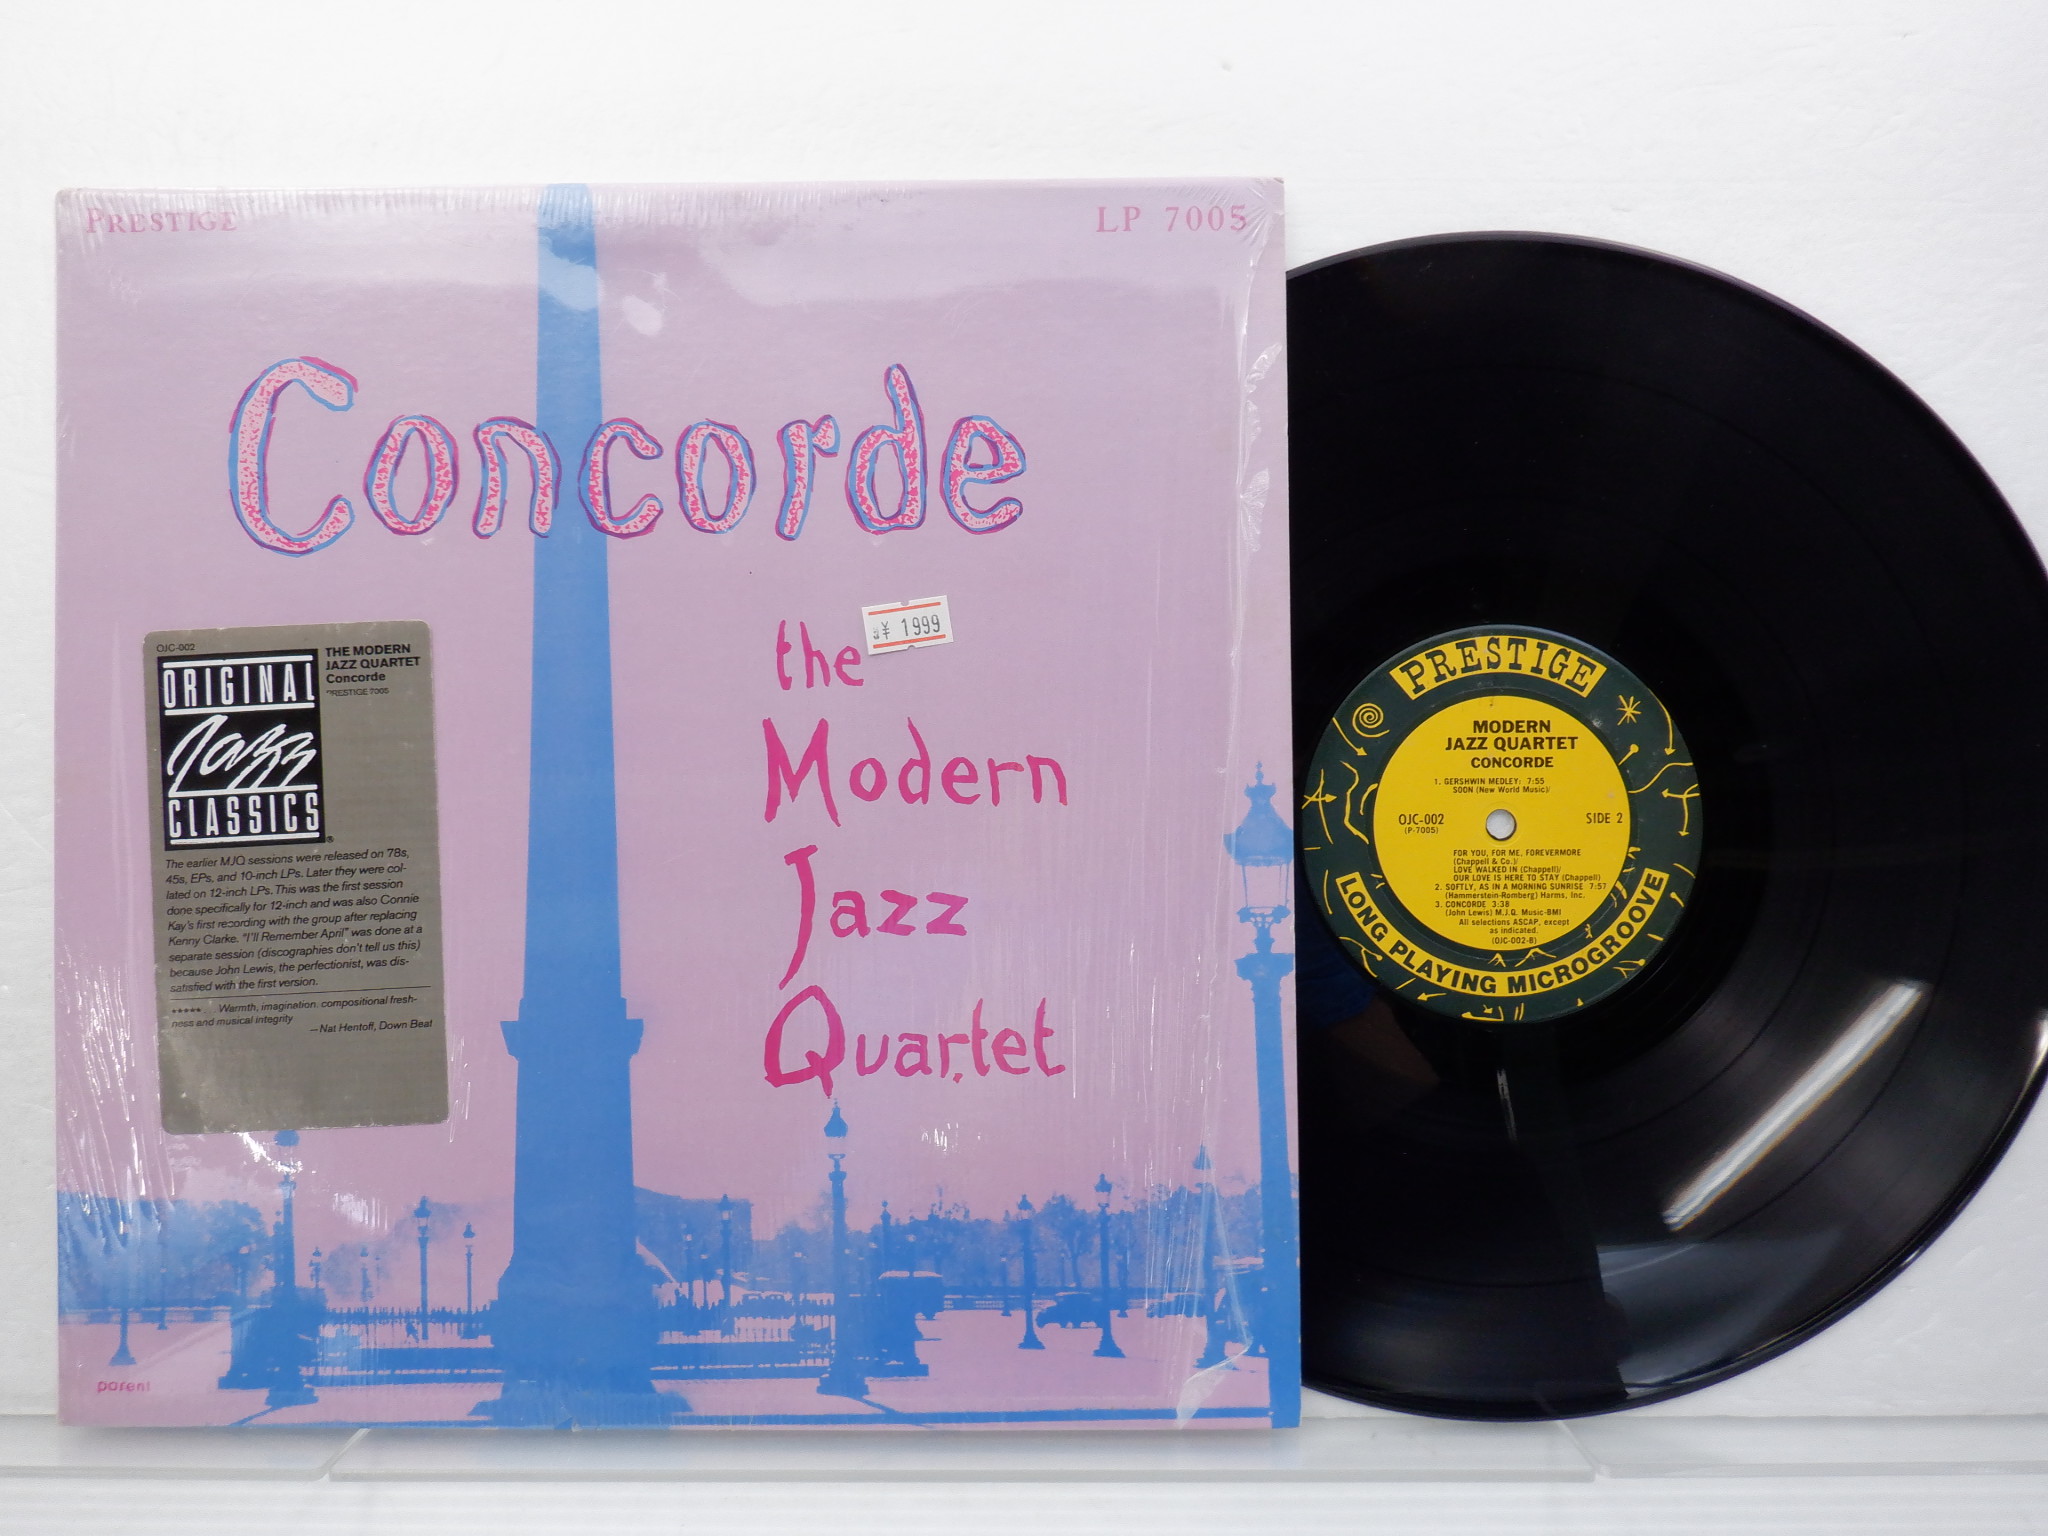 PRESTIGE
LP 7005
Concorde
the
Modern
Jazz
Quartet
¥ 1999
OJC-002
ORIGINAL
Jazz
CLASSICS
®
THE MODERN
JAZZ QUARTET
Concorde
PRESTIGE 7005
The earlier MJQ sessions were released on 78s,
45s, EPs, and 10-inch LPs. Later they were col-
lated on 12-inch LPs. This was the first session
done specifically for 12-inch and was also Connie
Kay's first recording with the group after replacing
Kenny Clarke. "I'll Remember April" was done at a
separate session (discographies don't tell us this)
because John Lewis, the perfectionist, was dis-
satisfied with the first version.
★★★★★ . . . Warmth, imagination, compositional fresh-
ness and musical integrity
—Nat Hentoff, Down Beat
parent
PRESTIGE
MODERN
JAZZ QUARTET
CONCORDE
1. GERSHWIN MEDLEY: 7:55
SOON (New World Music)/
OJC-002
(P-7005)
SIDE 2
FOR YOU, FOR ME, FOREVERMORE
(Chappell & Co.)/
LOVE WALKED IN (Chappell)/
OUR LOVE IS HERE TO STAY (Chappell)
2. SOFTLY, AS IN A MORNING SUNRISE 7:57
(Hammerstein-Romberg) Harms, Inc.
3. CONCORDE 3:38
(John Lewis) M.J.Q. Music-BMI
All selections ASCAP, except
as indicated.
(OJC-002-B)
LONG PLAYING MICROGROOVE